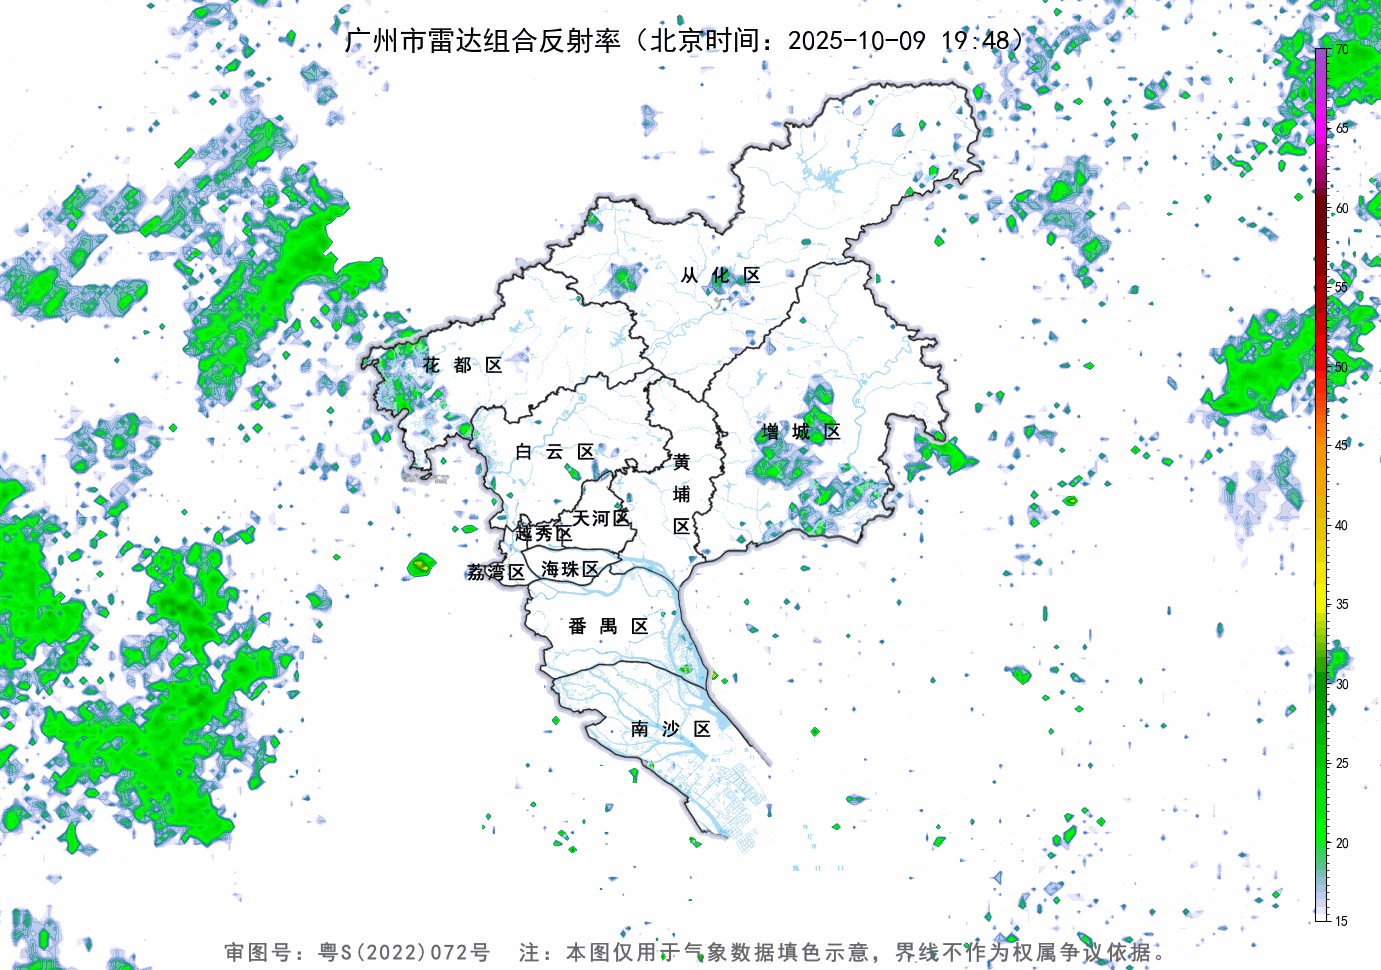 广州市雷达组合反射率（北京时间：2025-10-09 19:48）
70
65
60
55
50
45
40
35
30
25
20
15
从化区
花都区
增城区
白云区
黄埔区
天河区
越秀区
荔湾区
海珠区
番禺区
南沙区
审图号：粤S(2022)072号 注：本图仅用于气象数据填色示意，界线不作为权属争议依据。